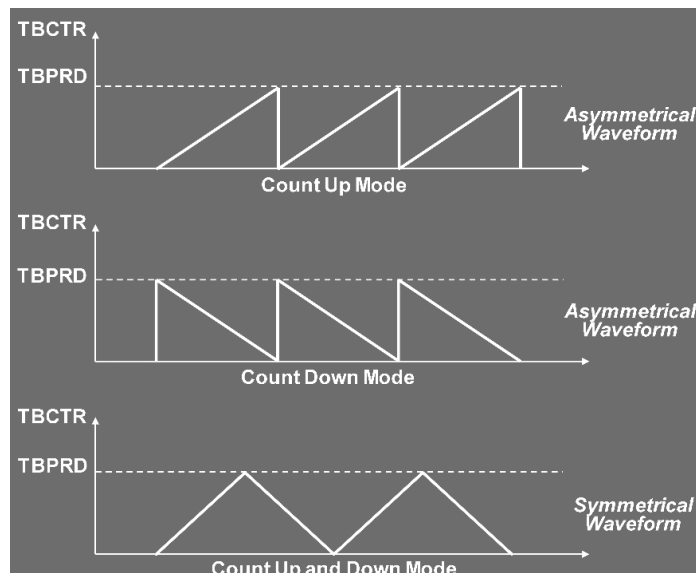 TBCTR
TBPRD
Asymmetrical
Waveform
Count Up Mode
TBCTR
TBPRD
Asymmetrical
Waveform
Count Down Mode
TBCTR
TBPRD
Symmetrical
Waveform
Count Up and Down Mode